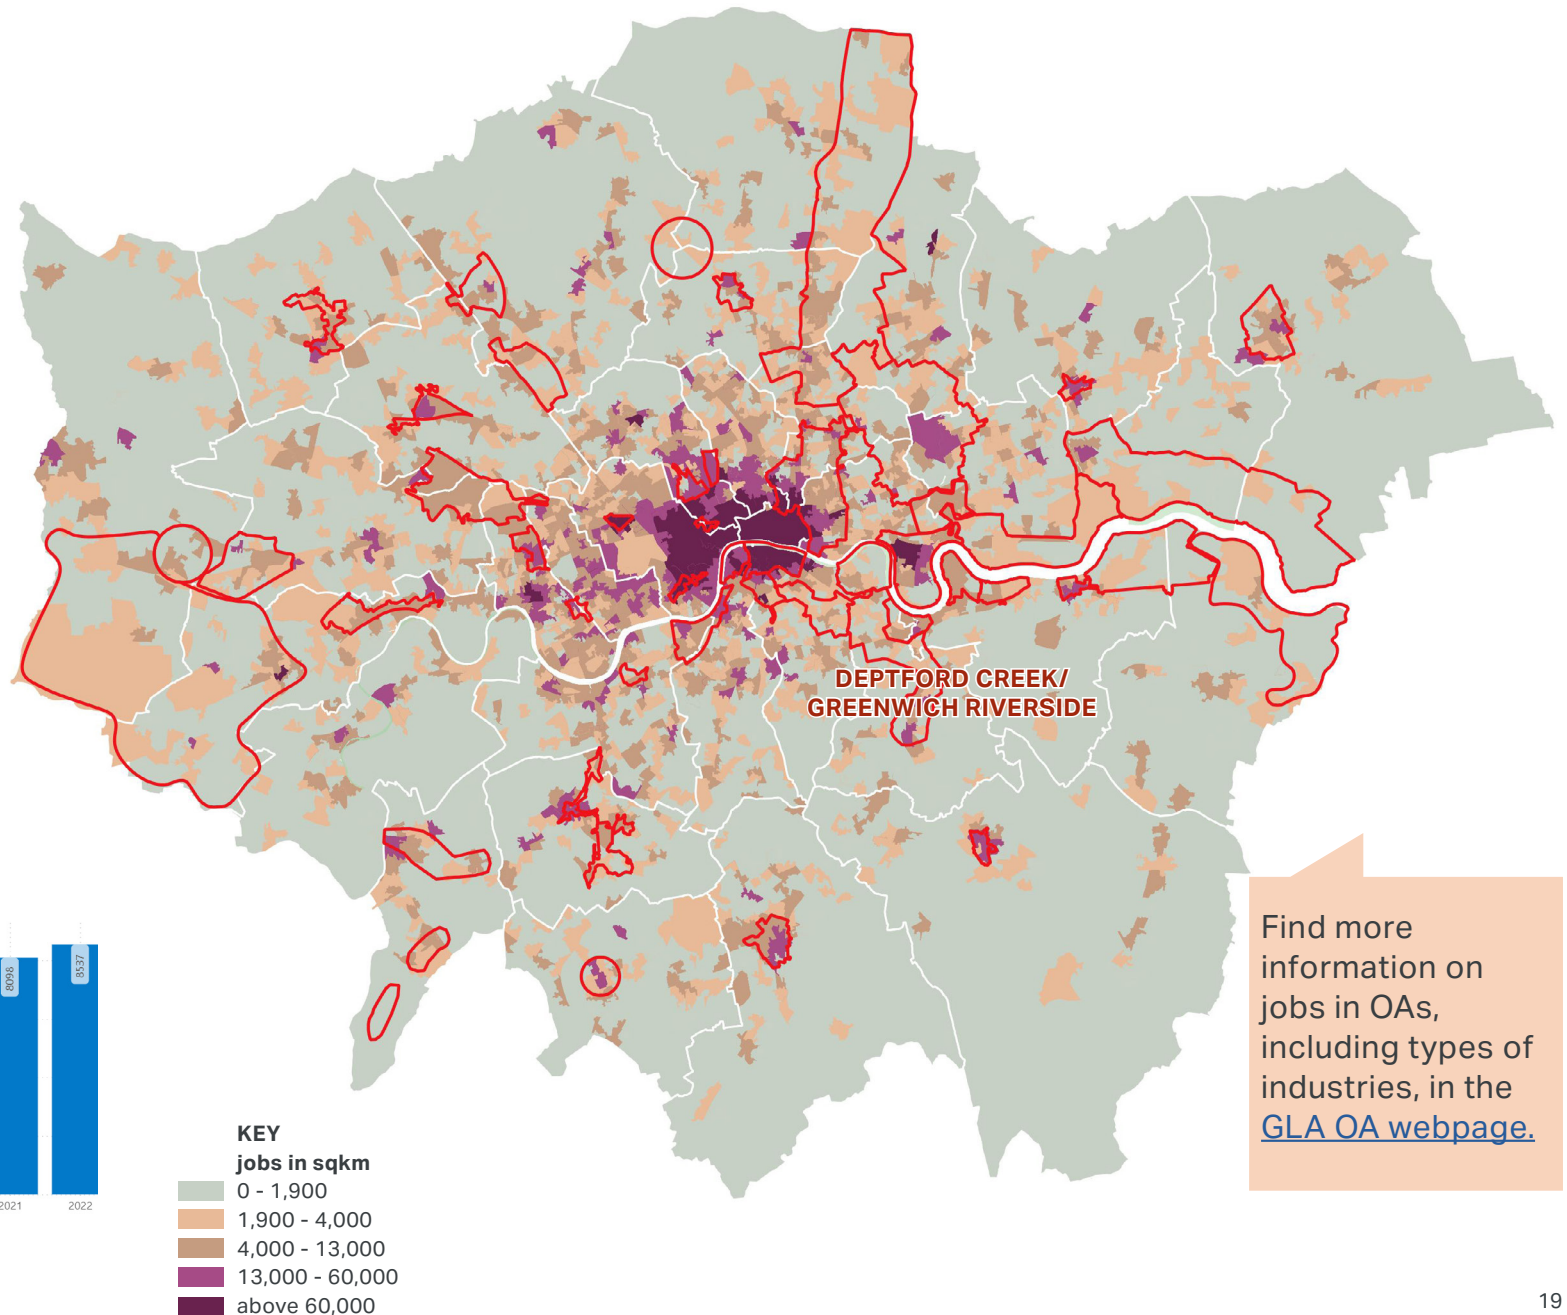 DEPTFORD CREEK/
GREENWICH RIVERSIDE
Find more
information on
jobs in OAs,
including types of
industries, in the
GLA OA webpage.
8098
8537
2021
2022
KEY
jobs in sqkm
0 - 1,900
1,900 - 4,000
4,000 - 13,000
13,000 - 60,000
above 60,000
19